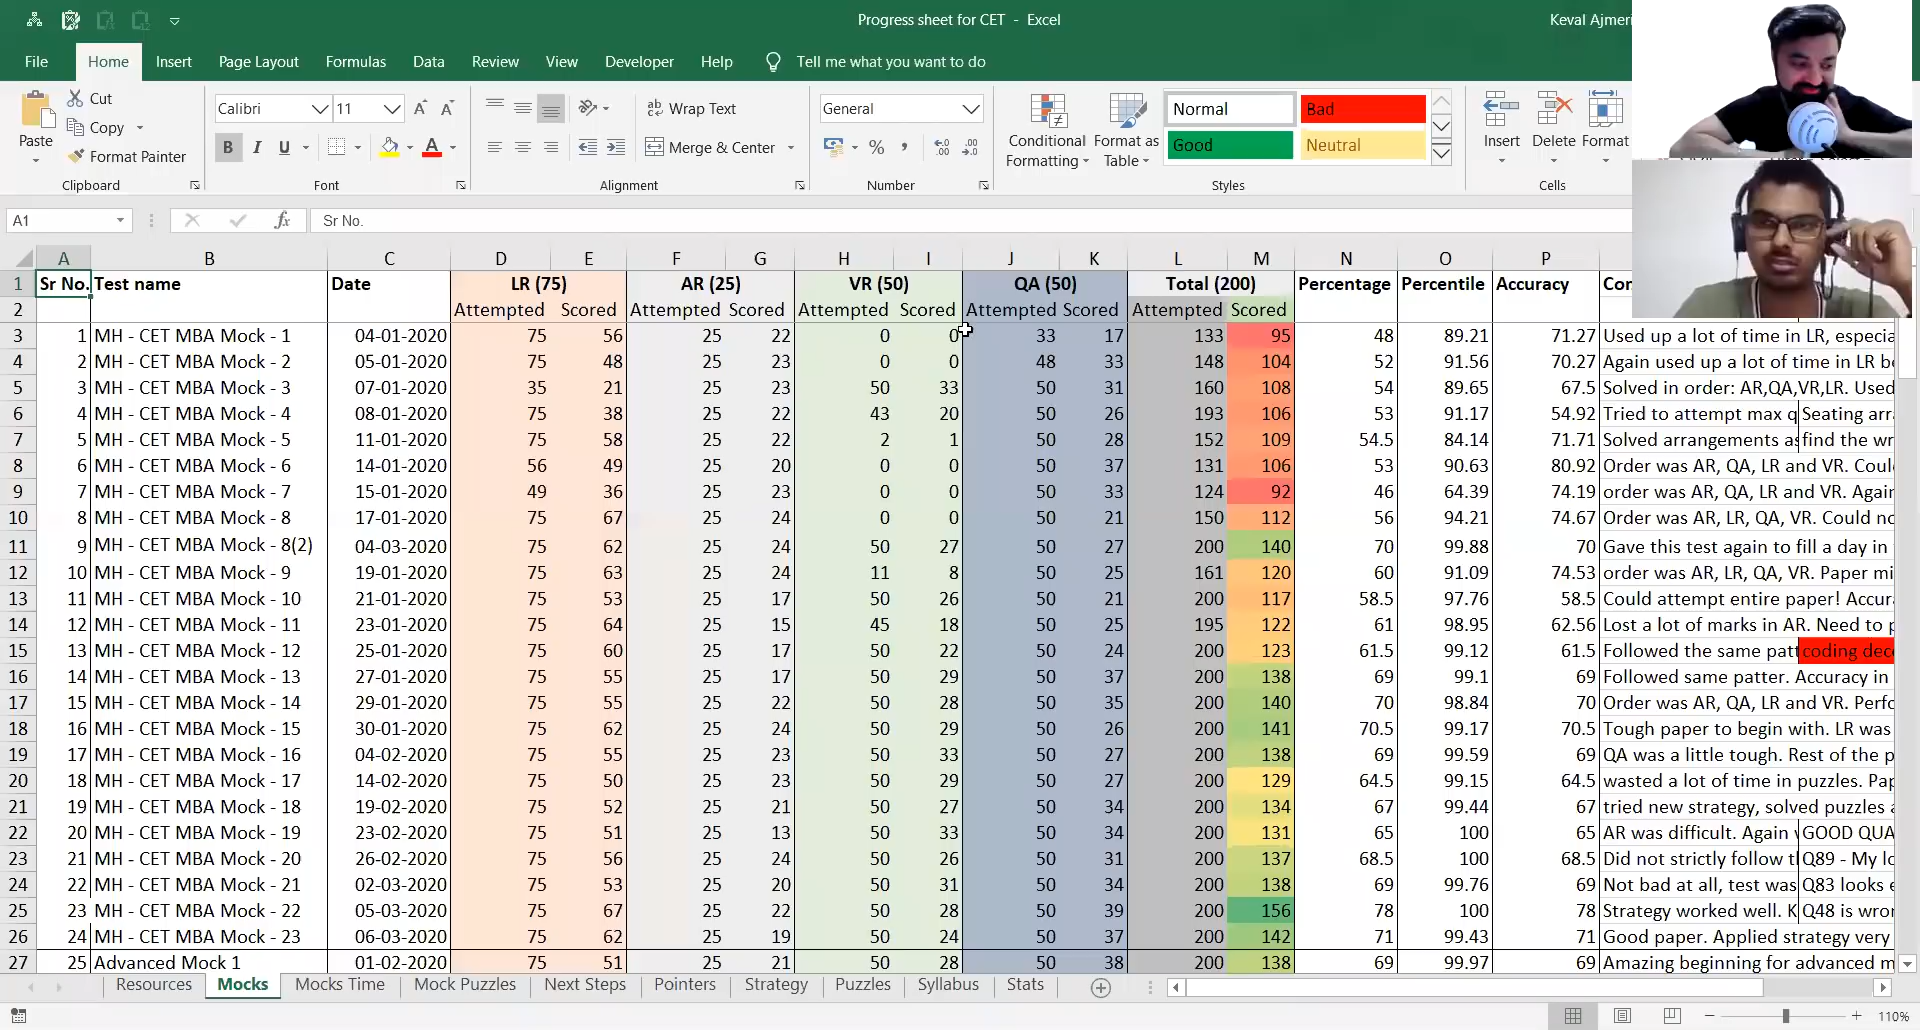 Progress sheet for CET - Excel
Keval Ajmeri
File Home Insert Page Layout Formulas Data Review View Developer Help Tell me what you want to do
Cut
Copy
Format Painter
Paste
Clipboard
Calibri 11
B I U
Font
Wrap Text
Merge & Center
Alignment
General
Number
Conditional Formatting
Format as Table
Normal Bad
Good Neutral
Styles
Insert Delete Format
Cells
A1 fx Sr No.
A B C D E F G H I J K L M N O P
1 Sr No. Test name Date LR (75) AR (25) VR (50) QA (50) Total (200) Percentage Percentile Accuracy
2 Attempted Scored Attempted Scored Attempted Scored Attempted Scored Attempted Scored
3 1 MH - CET MBA Mock - 1 04-01-2020 75 56 25 22 0 0 33 17 133 95 48 89.21 71.27 Used up a lot of time in LR, especia
4 2 MH - CET MBA Mock - 2 05-01-2020 75 48 25 23 0 0 48 33 148 104 52 91.56 70.27 Again used up a lot of time in LR be
5 3 MH - CET MBA Mock - 3 07-01-2020 35 21 25 23 50 33 50 31 160 108 54 89.65 67.5 Solved in order: AR,QA,VR,LR. Used
6 4 MH - CET MBA Mock - 4 08-01-2020 75 38 25 22 43 20 50 26 193 106 53 91.17 54.92 Tried to attempt max q Seating arr
7 5 MH - CET MBA Mock - 5 11-01-2020 75 58 25 22 2 1 50 28 152 109 54.5 84.14 71.71 Solved arrangements as find the wr
8 6 MH - CET MBA Mock - 6 14-01-2020 56 49 25 20 0 0 50 37 131 106 53 90.63 80.92 Order was AR, QA, LR and VR. Coul
9 7 MH - CET MBA Mock - 7 15-01-2020 49 36 25 23 0 0 50 33 124 92 46 64.39 74.19 order was AR, QA, LR and VR. Agair
10 8 MH - CET MBA Mock - 8 17-01-2020 75 67 25 24 0 0 50 21 150 112 56 94.21 74.67 Order was AR, LR, QA, VR. Could no
11 9 MH - CET MBA Mock - 8(2) 04-03-2020 75 62 25 24 50 27 50 27 200 140 70 99.88 70 Gave this test again to fill a day in
12 10 MH - CET MBA Mock - 9 19-01-2020 75 63 25 24 11 8 50 25 161 120 60 91.09 74.53 order was AR, LR, QA, VR. Paper mi
13 11 MH - CET MBA Mock - 10 21-01-2020 75 53 25 17 50 26 50 21 200 117 58.5 97.76 58.5 Could attempt entire paper! Accur
14 12 MH - CET MBA Mock - 11 23-01-2020 75 64 25 15 45 18 50 25 195 122 61 98.95 62.56 Lost a lot of marks in AR. Need to p
15 13 MH - CET MBA Mock - 12 25-01-2020 75 60 25 17 50 22 50 24 200 123 61.5 99.12 61.5 Followed the same patt coding dec
16 14 MH - CET MBA Mock - 13 27-01-2020 75 55 25 17 50 29 50 37 200 138 69 99.1 69 Followed same patter. Accuracy in
17 15 MH - CET MBA Mock - 14 29-01-2020 75 55 25 22 50 28 50 35 200 140 70 98.84 70 Order was AR, QA, LR and VR. Perfo
18 16 MH - CET MBA Mock - 15 30-01-2020 75 62 25 24 50 29 50 26 200 141 70.5 99.17 70.5 Tough paper to begin with. LR was
19 17 MH - CET MBA Mock - 16 04-02-2020 75 55 25 23 50 33 50 27 200 138 69 99.59 69 QA was a little tough. Rest of the p
20 18 MH - CET MBA Mock - 17 14-02-2020 75 50 25 23 50 29 50 27 200 129 64.5 99.15 64.5 wasted a lot of time in puzzles. Pap
21 19 MH - CET MBA Mock - 18 19-02-2020 75 52 25 21 50 27 50 34 200 134 67 99.44 67 tried new strategy, solved puzzles a
22 20 MH - CET MBA Mock - 19 23-02-2020 75 51 25 13 50 33 50 34 200 131 65 100 65 AR was difficult. Again GOOD QUA
23 21 MH - CET MBA Mock - 20 26-02-2020 75 56 25 24 50 26 50 31 200 137 68.5 100 68.5 Did not strictly follow t Q89 - My lo
24 22 MH - CET MBA Mock - 21 02-03-2020 75 53 25 20 50 31 50 34 200 138 69 99.76 69 Not bad at all, test was Q83 looks e
25 23 MH - CET MBA Mock - 22 05-03-2020 75 67 25 22 50 28 50 39 200 156 78 100 78 Strategy worked well. K Q48 is wror
26 24 MH - CET MBA Mock - 23 06-03-2020 75 62 25 19 50 24 50 37 200 142 71 99.43 71 Good paper. Applied strategy very
27 25 Advanced Mock 1 01-02-2020 75 51 25 21 50 28 50 38 200 138 69 99.97 69 Amazing beginning for advanced m
Resources Mocks Mocks Time Mock Puzzles Next Steps Pointers Strategy Puzzles Syllabus Stats
110%